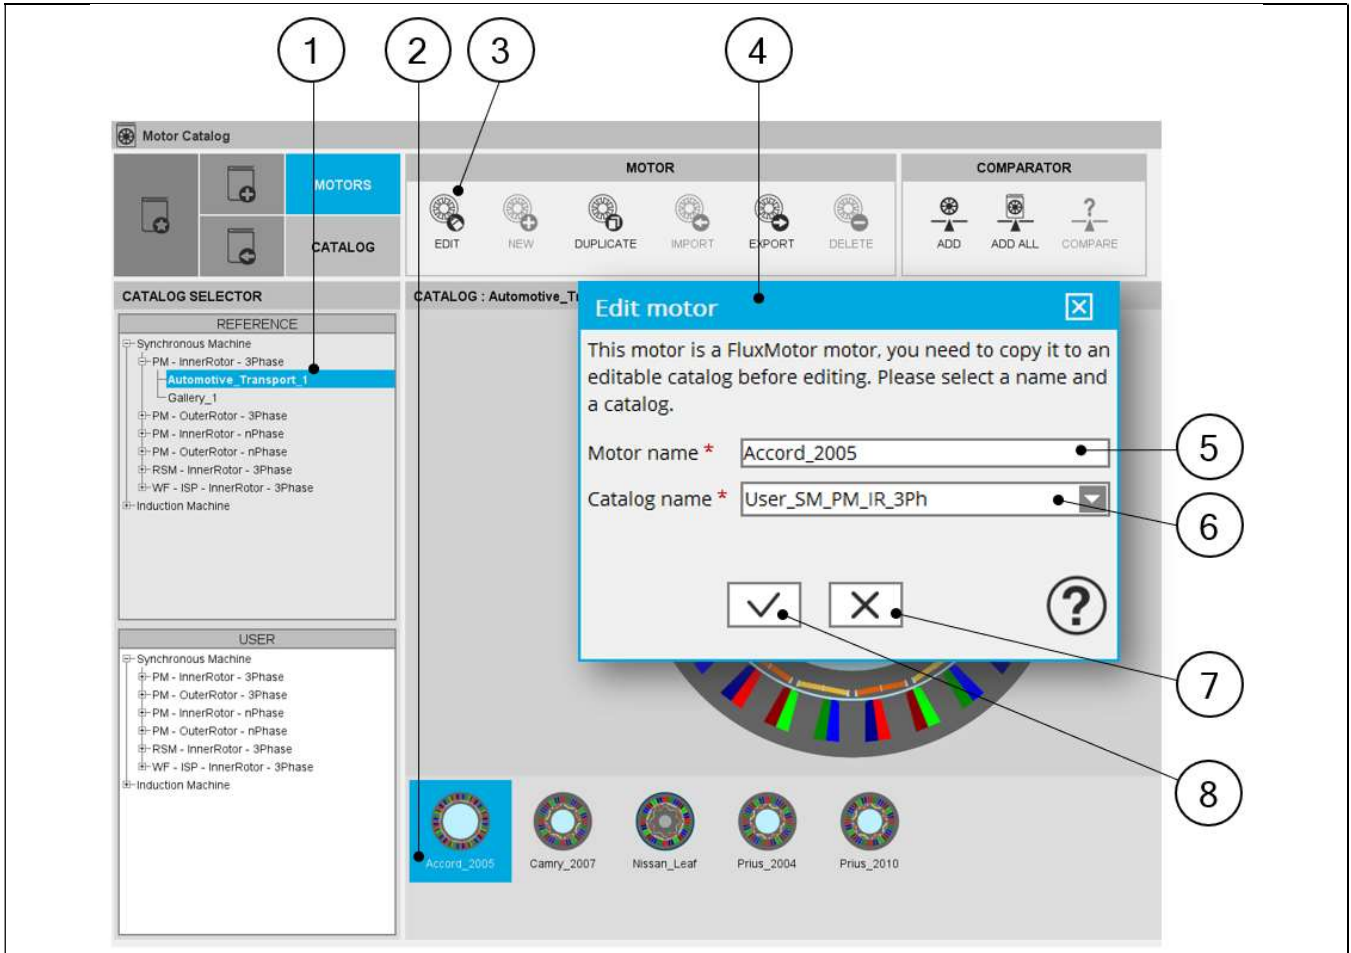 1
2
3
4
Motor Catalog
MOTORS
CATALOG
MOTOR
COMPARATOR
EDIT
NEW
DUPLICATE
IMPORT
EXPORT
DELETE
ADD
ADD ALL
?
COMPARE
CATALOG SELECTOR
REFERENCE
Synchronous Machine
PM - InnerRotor - 3Phase
Automotive_Transport_1
Gallery_1
PM - OuterRotor - 3Phase
PM - InnerRotor - nPhase
PM - OuterRotor - nPhase
RSM - InnerRotor - 3Phase
WF - ISP - InnerRotor - 3Phase
Induction Machine
USER
Synchronous Machine
PM - InnerRotor - 3Phase
PM - OuterRotor - 3Phase
PM - InnerRotor - nPhase
PM - OuterRotor - nPhase
RSM - InnerRotor - 3Phase
WF - ISP - InnerRotor - 3Phase
Induction Machine
CATALOG : Automotive_T
Edit motor
This motor is a FluxMotor motor, you need to copy it to an
editable catalog before editing. Please select a name and
a catalog.
Motor name * Accord_2005
Catalog name * User_SM_PM_IR_3Ph
?
5
6
7
8
Accord_2005
Camry_2007
Nissan_Leaf
Prius_2004
Prius_2010